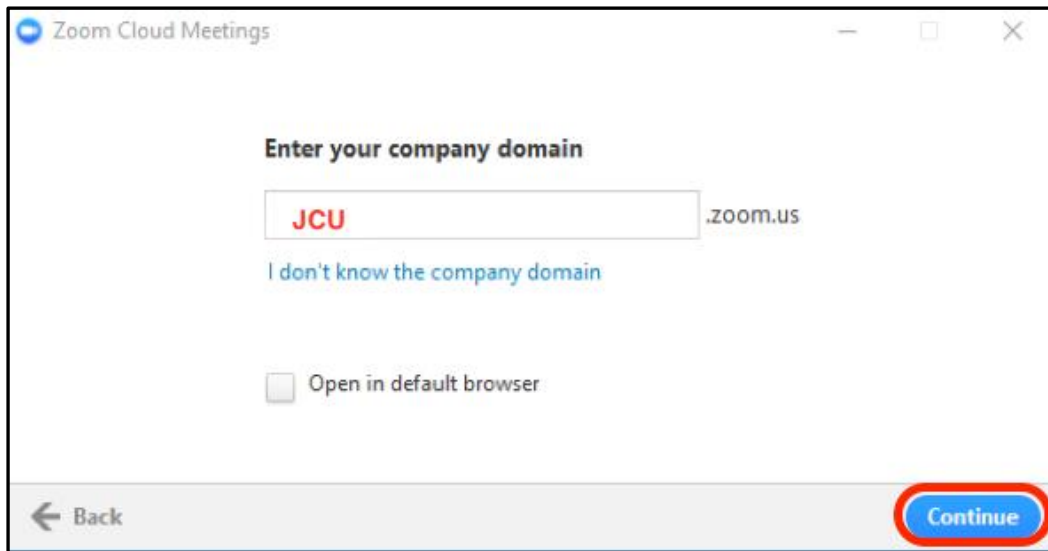 Zoom Cloud Meetings
Enter your company domain
JCU .zoom.us
I don't know the company domain
Open in default browser
Back
Continue